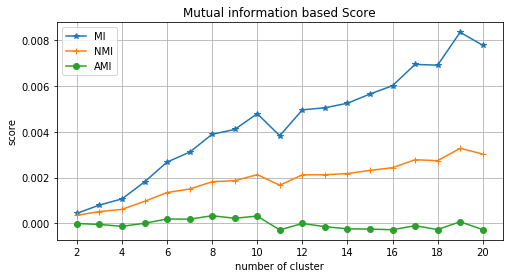 Mutual information based Score
MI
NMI
AMI
score
0.008
0.006
0.004
0.002
0.000
2 4 6 8 10 12 14 16 18 20
number of cluster